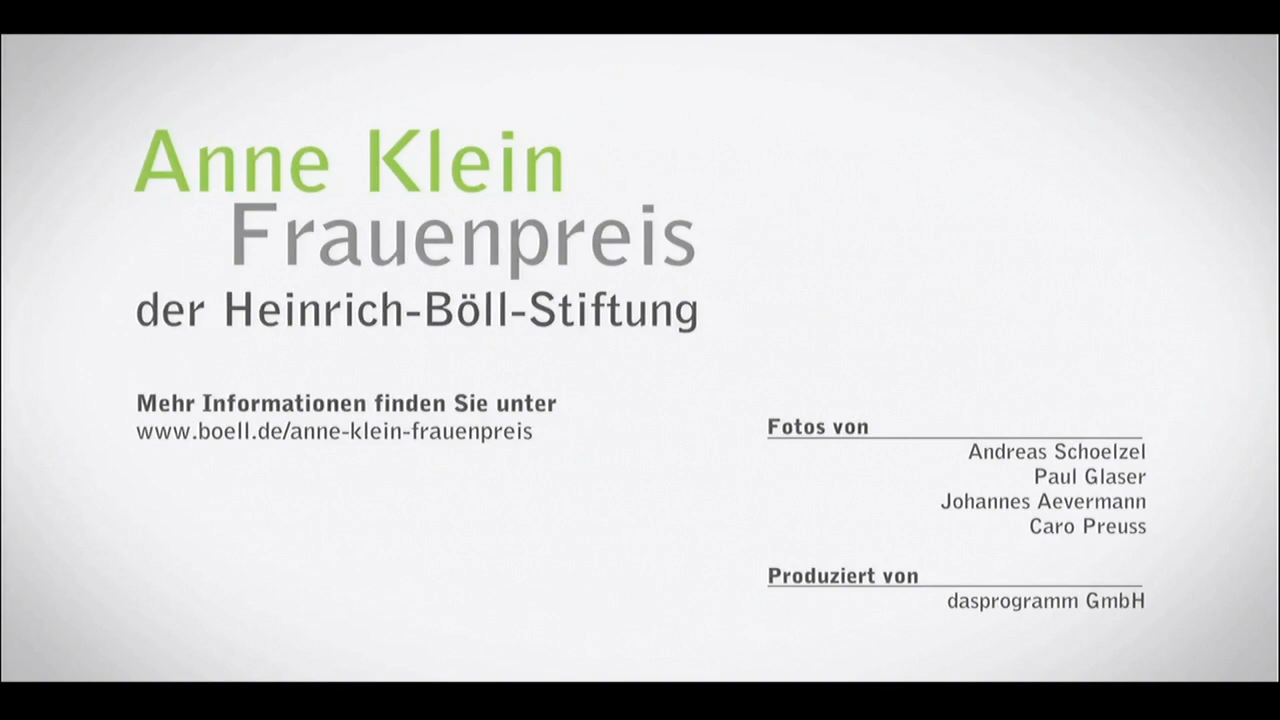 Anne Klein
Frauenpreis
der Heinrich-Böll-Stiftung
Mehr Informationen finden Sie unter
www.boell.de/anne-klein-frauenpreis
Fotos von
Andreas Schoelzel
Paul Glaser
Johannes Aevermann
Caro Preuss
Produziert von
dasprogramm GmbH